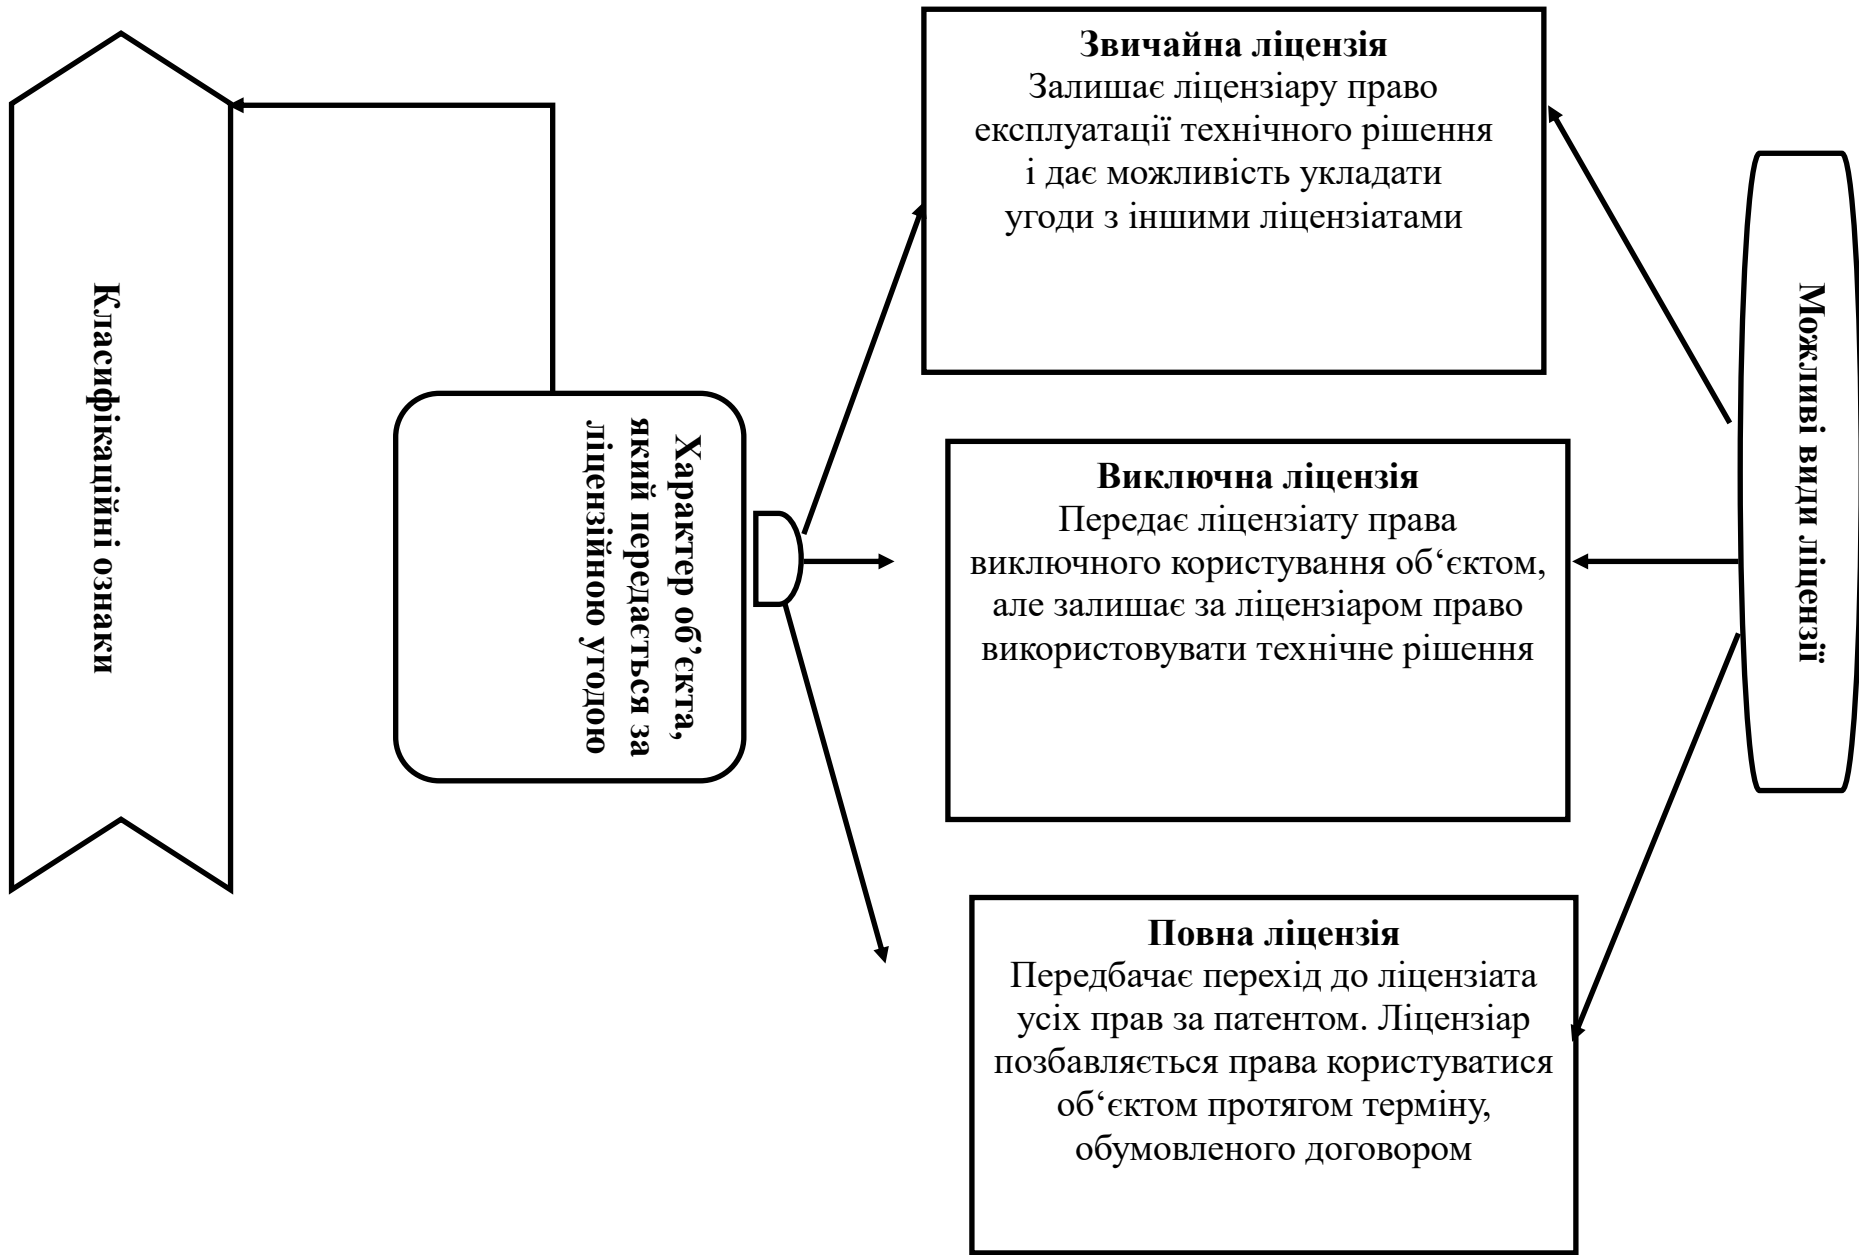 Класифікаційні ознаки
Характер об’єкта,
який передається за
ліцензійною угодою
Звичайна ліцензія
Залишає ліцензіару право
експлуатації технічного рішення
і дає можливість укладати
угоди з іншими ліцензіатами
Виключна ліцензія
Передає ліцензіату права
виключного користування об‘єктом,
але залишає за ліцензіаром право
використовувати технічне рішення
Повна ліцензія
Передбачає перехід до ліцензіата
усіх прав за патентом. Ліцензіар
позбавляється права користуватися
об‘єктом протягом терміну,
обумовленого договором
Можливі види ліцензії